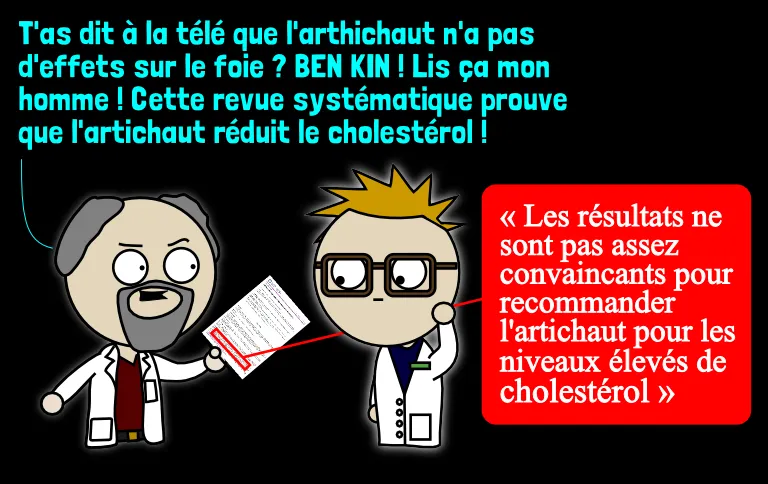 T'as dit à la télé que l'arthichaut n'a pas
d'effets sur le foie ? BEN KIN ! Lis ça mon
homme ! Cette revue systématique prouve
que l'artichaut réduit le cholestérol !
« Les résultats ne
sont pas assez
convaincants pour
recommander
l'artichaut pour les
niveaux élevés de
cholestérol »